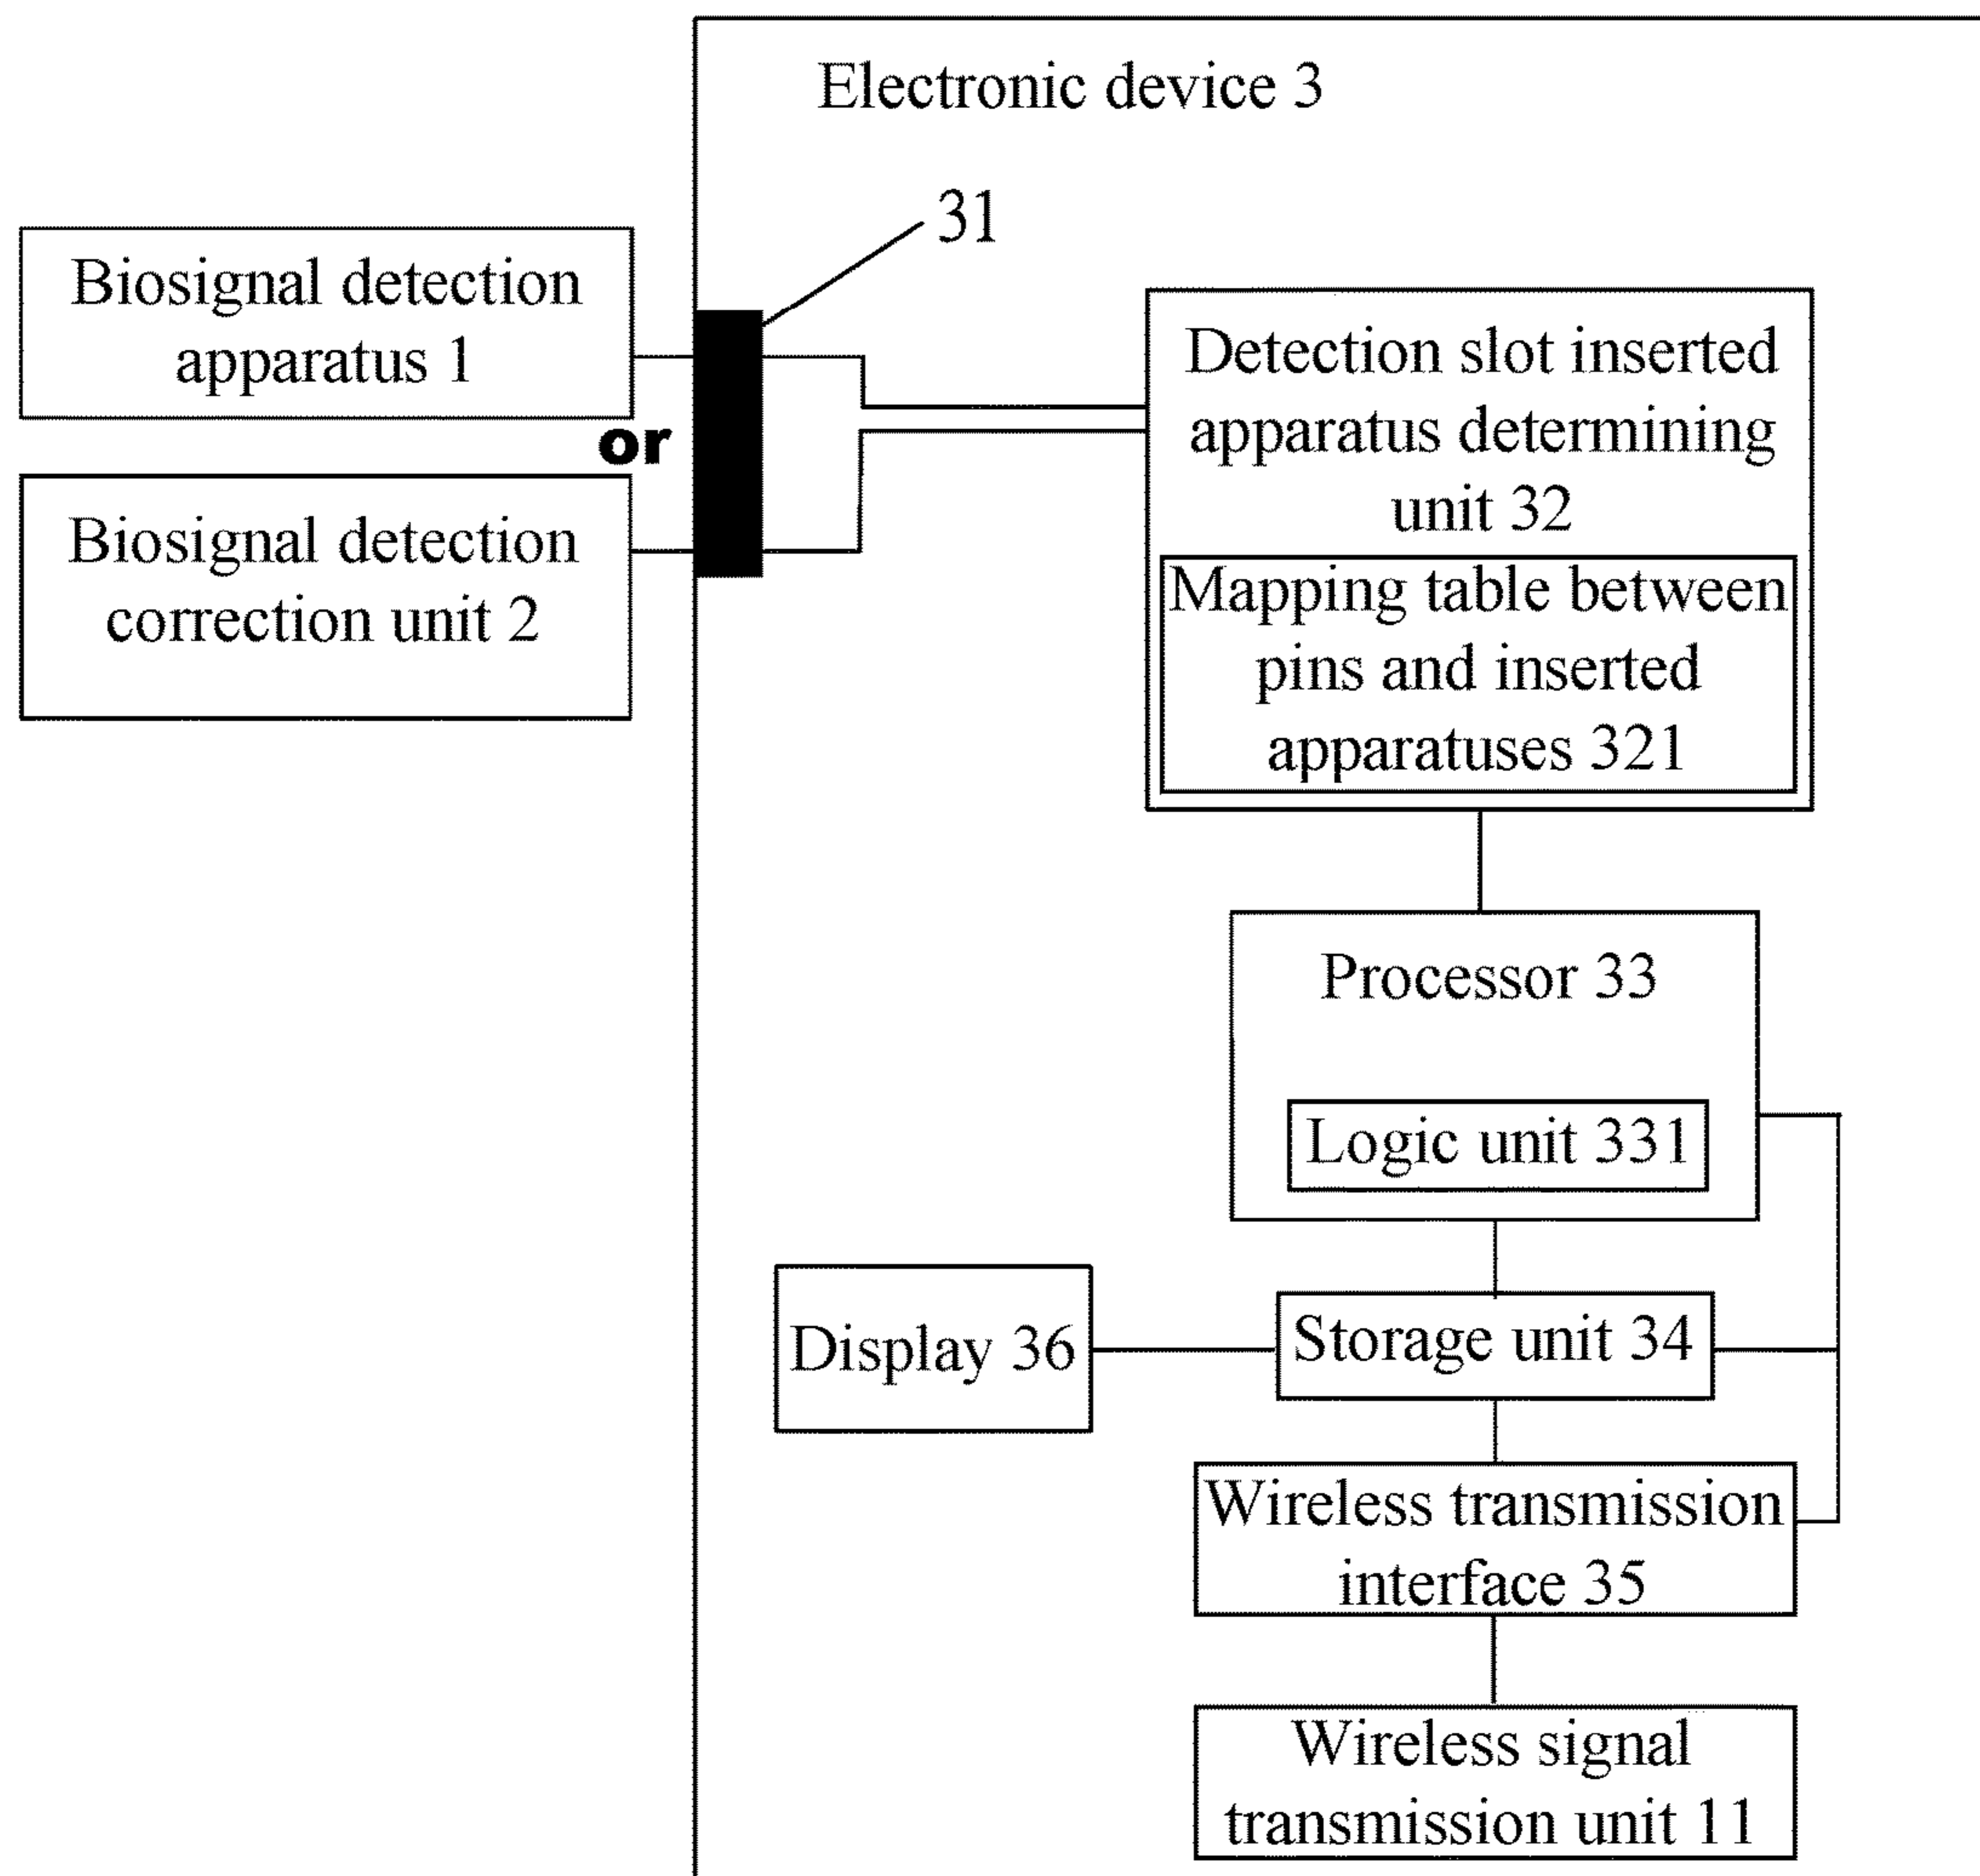 Electronic device 3
31
Biosignal detection
apparatus 1
or
Biosignal detection
correction unit 2
Detection slot inserted
apparatus determining
unit 32
Mapping table between
pins and inserted
apparatuses 321
Processor 33
Logic unit 331
Display 36
Storage unit 34
Wireless transmission
interface 35
Wireless signal
transmission unit 11